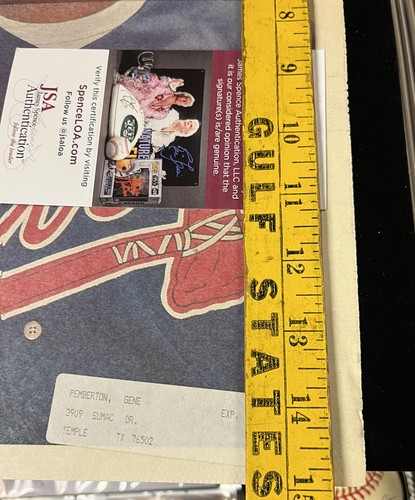 James Spence Authentication, LLC and
it is our considered opinion that the
signature(s) is/are genuine.
Verify this certification by visiting
SpenceLOA.com
Follow us @jsaloa
JSA
James Spence
Authentication
GULF STATES
8
9
10
11
12
13
14
15
PEMBERTON, GENE EXP.
3909 SUMAC DR.
TEMPLE TX 76502